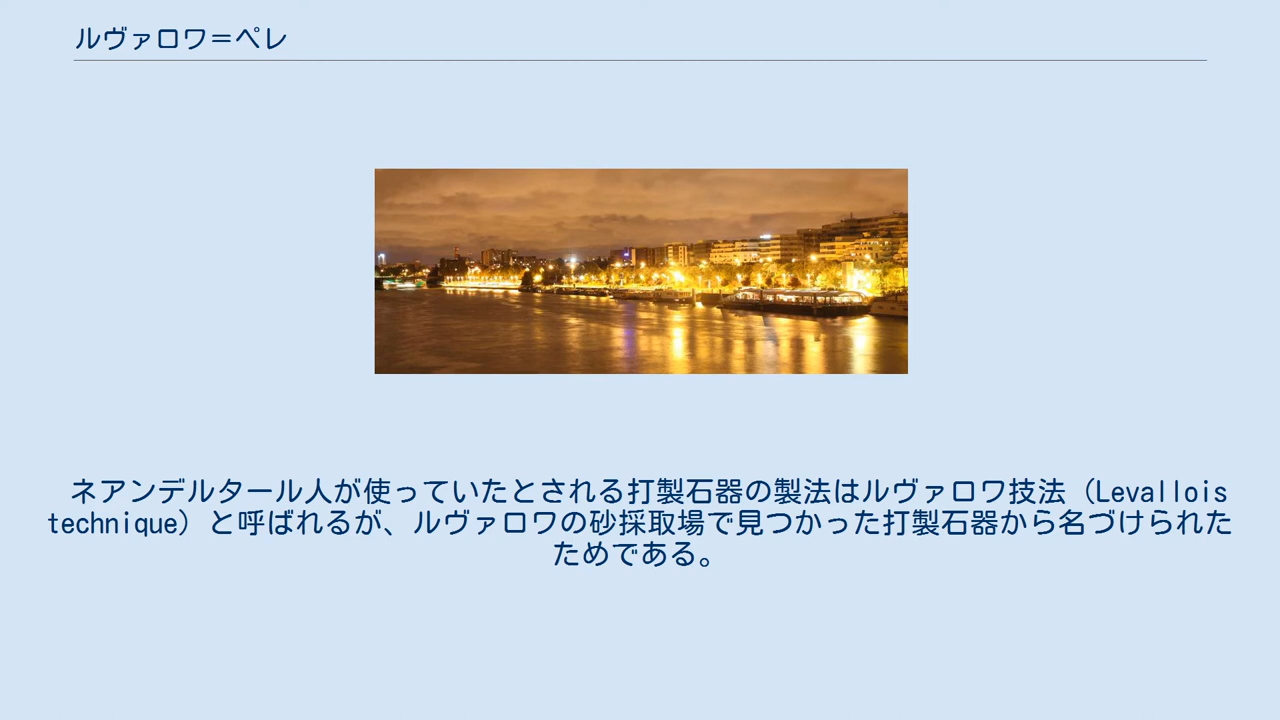 ルヴァロワ＝ペレ
ネアンデルタール人が使っていたとされる打製石器の製法はルヴァロワ技法（Levallois
technique）と呼ばれるが、ルヴァロワの砂採取場で見つかった打製石器から名づけられた
ためである。